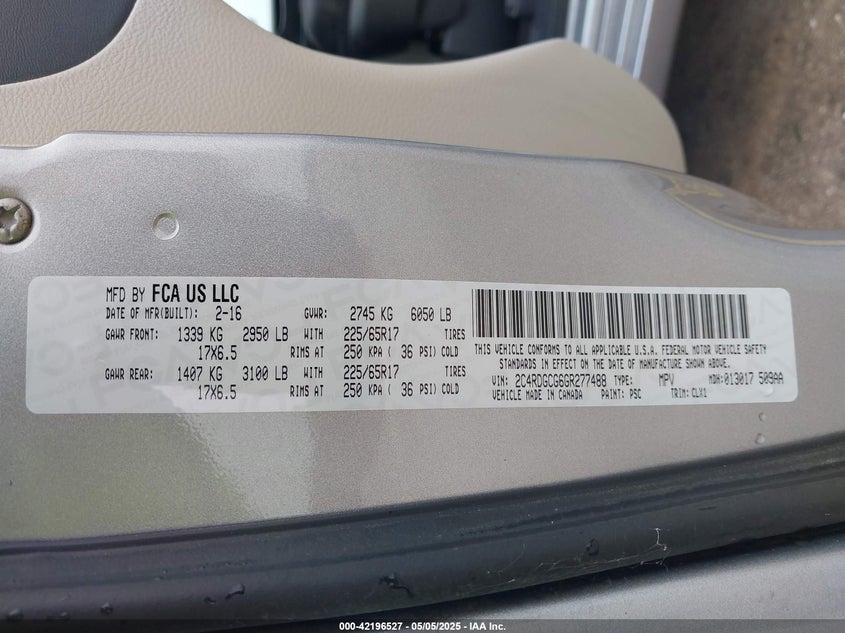 MFD BY FCA US LLC
DATE OF MFR(BUILT): 2-16 GVWR: 2745 KG 6050 LB
GAWR FRONT: 1339 KG 2950 LB WITH 225/65R17 TIRES
17X6.5 RIMS AT 250 KPA ( 36 PSI) COLD
GAWR REAR: 1407 KG 3100 LB WITH 225/65R17 TIRES
17X6.5 RIMS AT 250 KPA ( 36 PSI) COLD
THIS VEHICLE CONFORMS TO ALL APPLICABLE U.S.A. FEDERAL MOTOR VEHICLE SAFETY
STANDARDS IN EFFECT ON THE DATE OF MANUFACTURE SHOWN ABOVE.
VIN: 2C4RDGCG6GR277488 TYPE: MPV MDH: 013017 509AA
VEHICLE MADE IN CANADA PAINT: PSC TRIM: CLX1
000-42196527 - 05/05/2025 - IAA Inc.